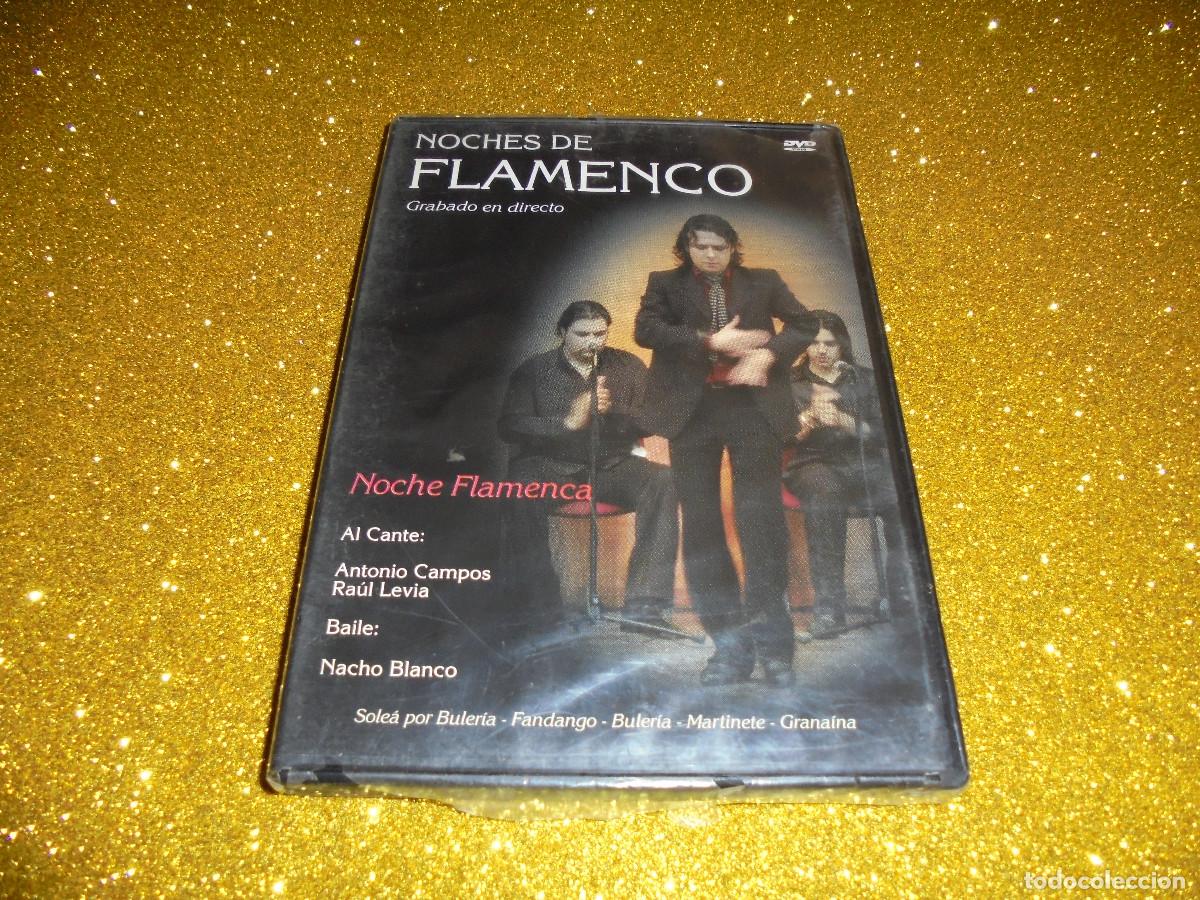 NOCHES DE
DVD
FLAMENCO
Grabado en directo
Noche Flamenca
Al Cante:
Antonio Campos
Raúl Levia
Baile:
Nacho Blanco
Soleá por Bulería - Fandango - Bulería - Martinete - Granaína
todocoleccion